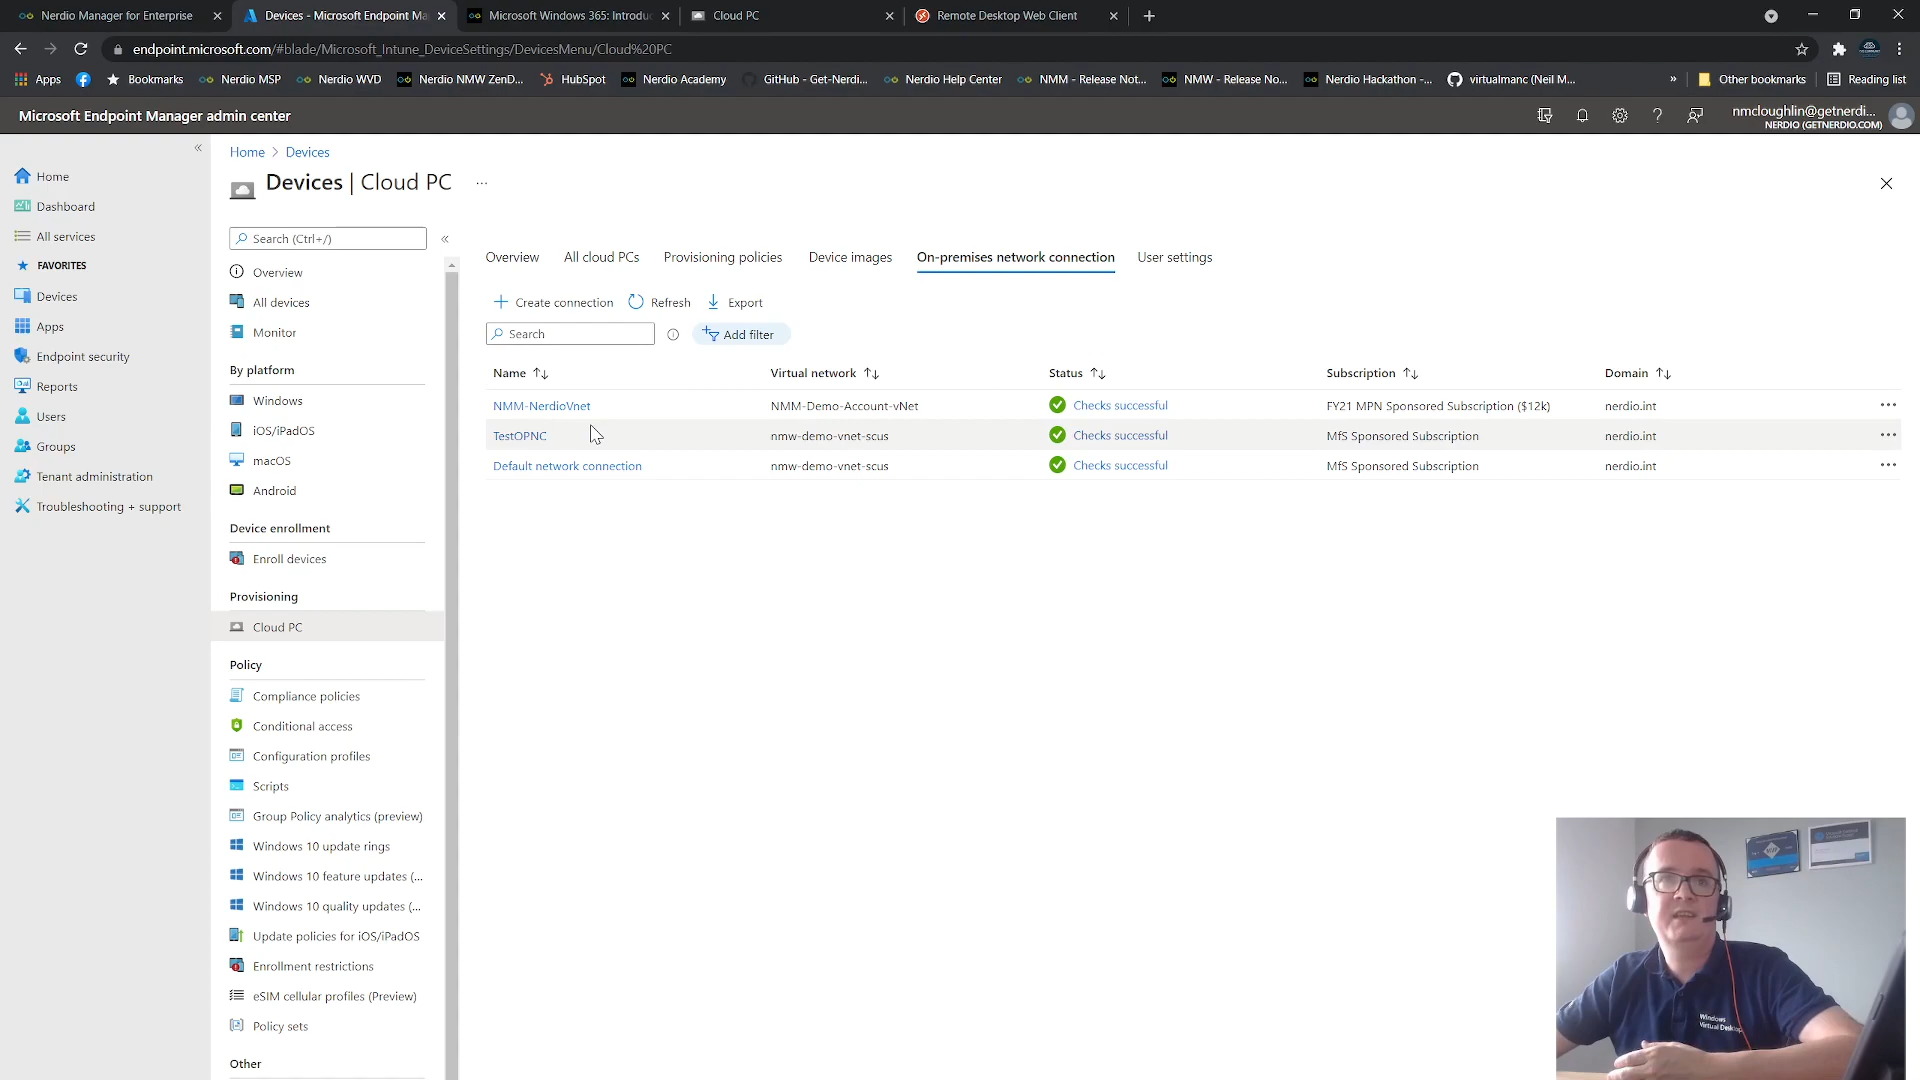 Nerdio Manager for Enterprise
Devices - Microsoft Endpoint Ma
Microsoft Windows 365: Introduc
Cloud PC
Remote Desktop Web Client
endpoint.microsoft.com/#blade/Microsoft_Intune_DeviceSettings/DevicesMenu/Cloud%20PC
Apps
Bookmarks
Nerdio MSP
Nerdio WVD
Nerdio NMW ZenD...
HubSpot
Nerdio Academy
GitHub - Get-Nerdi...
Nerdio Help Center
NMM - Release Not...
NMW - Release No...
Nerdio Hackathon -...
virtualmanc (Neil M...
»
Other bookmarks
Reading list
Microsoft Endpoint Manager admin center
nmcloughlin@getnerdi...
NERDIO (GETNERDIO.COM)
«
Home
Dashboard
All services
FAVORITES
Devices
Apps
Endpoint security
Reports
Users
Groups
Tenant administration
Troubleshooting + support
Home > Devices
Devices | Cloud PC
...
Search (Ctrl+/)
«
Overview
All devices
Monitor
By platform
Windows
iOS/iPadOS
macOS
Android
Device enrollment
Enroll devices
Provisioning
Cloud PC
Policy
Compliance policies
Conditional access
Configuration profiles
Scripts
Group Policy analytics (preview)
Windows 10 update rings
Windows 10 feature updates (...
Windows 10 quality updates (...
Update policies for iOS/iPadOS
Enrollment restrictions
eSIM cellular profiles (Preview)
Policy sets
Other
Overview
All cloud PCs
Provisioning policies
Device images
On-premises network connection
User settings
Create connection
Refresh
Export
Search
Add filter
Name
Virtual network
Status
Subscription
Domain
NMM-NerdioVnet
NMM-Demo-Account-vNet
Checks successful
FY21 MPN Sponsored Subscription ($12k)
nerdio.int
...
TestOPNC
nmw-demo-vnet-scus
Checks successful
MfS Sponsored Subscription
nerdio.int
...
Default network connection
nmw-demo-vnet-scus
Checks successful
MfS Sponsored Subscription
nerdio.int
...
Windows
Virtual Desktop